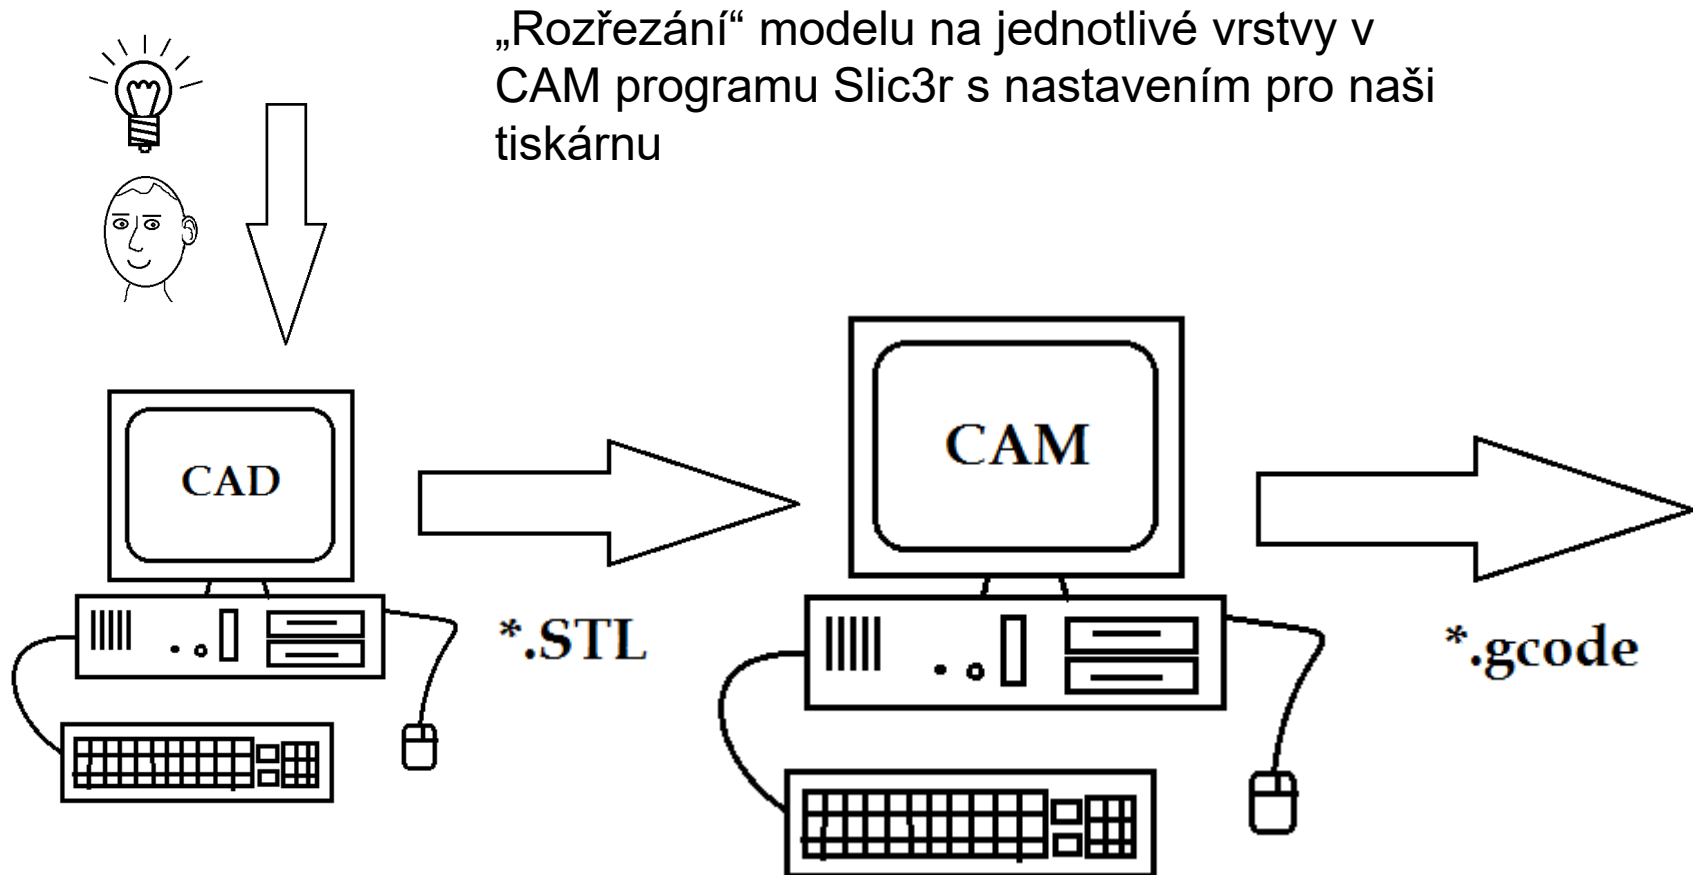 „Rozřezání“ modelu na jednotlivé vrstvy v
CAM programu Slic3r s nastavením pro naši
tiskárnu
CAD
CAM
*.STL
*.gcode